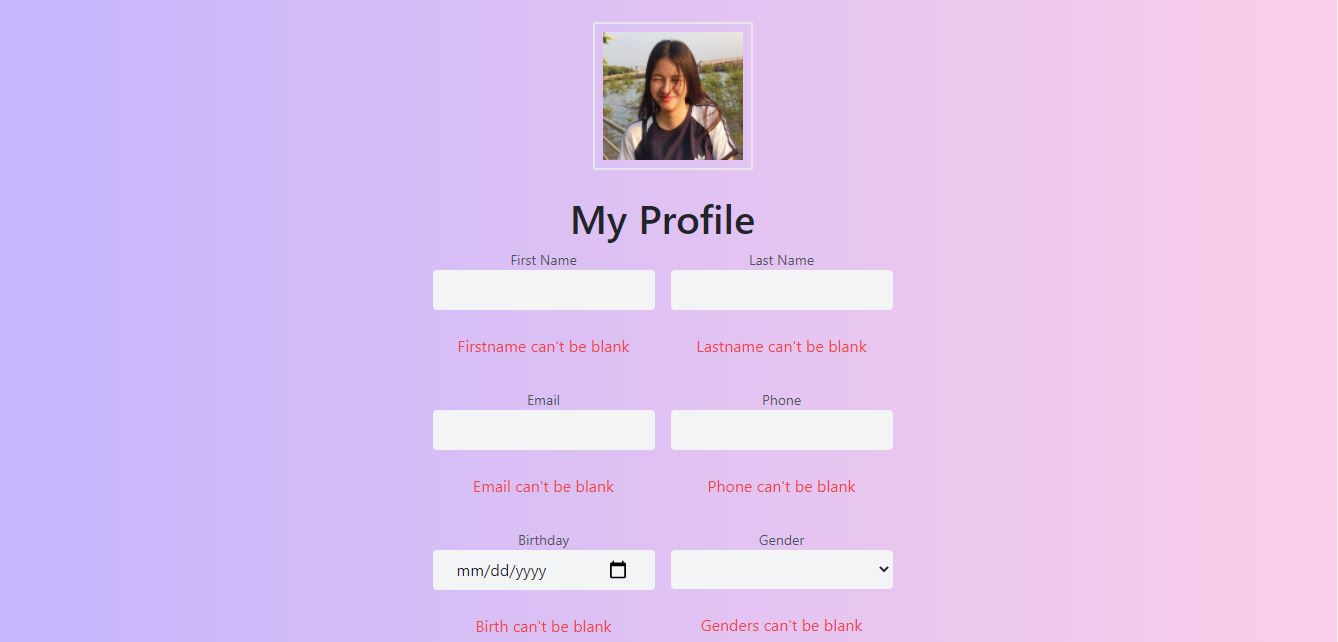 My Profile
First Name
Last Name
Firstname can't be blank
Lastname can't be blank
Email
Phone
Email can't be blank
Phone can't be blank
Birthday
Gender
mm/dd/yyyy
Birth can't be blank
Genders can't be blank